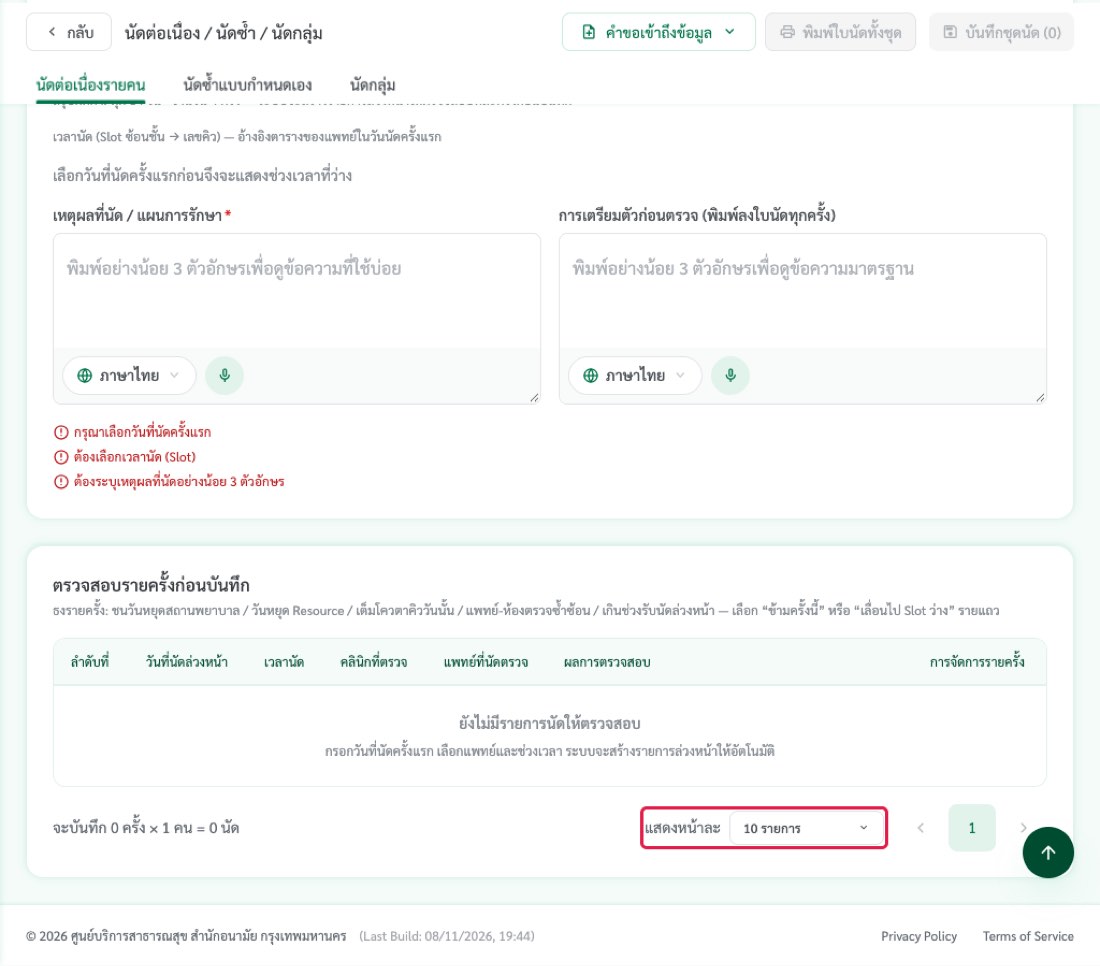 กลับ
นัดต่อเนื่อง / นัดซ้ำ / นัดกลุ่ม
คำขอเข้าถึงข้อมูล
พิมพ์ใบนัดทั้งชุด
บันทึกชุดนัด (0)
นัดต่อเนื่องรายคน
นัดซ้ำแบบกำหนดเอง
นัดกลุ่ม
เวลานัด (Slot ซ้อนชั้น → เลขคิว) — อ้างอิงตารางของแพทย์ในวันนัดครั้งแรก
เลือกวันที่นัดครั้งแรกก่อนจึงจะแสดงช่วงเวลาที่ว่าง
เหตุผลที่นัด / แผนการรักษา *
การเตรียมตัวก่อนตรวจ (พิมพ์ลงใบนัดทุกครั้ง)
พิมพ์อย่างน้อย 3 ตัวอักษรเพื่อดูข้อความที่ใช้บ่อย
พิมพ์อย่างน้อย 3 ตัวอักษรเพื่อดูข้อความมาตรฐาน
ภาษาไทย
ภาษาไทย
กรุณาเลือกวันที่นัดครั้งแรก
ต้องเลือกเวลานัด (Slot)
ต้องระบุเหตุผลที่นัดอย่างน้อย 3 ตัวอักษร
ตรวจสอบรายครั้งก่อนบันทึก
ธงรายครั้ง: ชนวันหยุดสถานพยาบาล / วันหยุด Resource / เต็มโควตาคิววันนั้น / แพทย์-ห้องตรวจซ้ำซ้อน / เกินช่วงรับนัดล่วงหน้า — เลือก “ข้ามครั้งนี้” หรือ “เลื่อนไป Slot ว่าง” รายแถว
ลำดับที่ วันที่นัดล่วงหน้า เวลานัด คลินิกที่ตรวจ แพทย์ที่นัดตรวจ ผลการตรวจสอบ การจัดการรายครั้ง
ยังไม่มีรายการนัดให้ตรวจสอบ
กรอกวันที่นัดครั้งแรก เลือกแพทย์และช่วงเวลา ระบบจะสร้างรายการล่วงหน้าให้อัตโนมัติ
จะบันทึก 0 ครั้ง × 1 คน = 0 นัด
แสดงหน้าละ 10 รายการ
1
© 2026 ศูนย์บริการสาธารณสุข สำนักอนามัย กรุงเทพมหานคร (Last Build: 08/11/2026, 19:44)
Privacy Policy
Terms of Service